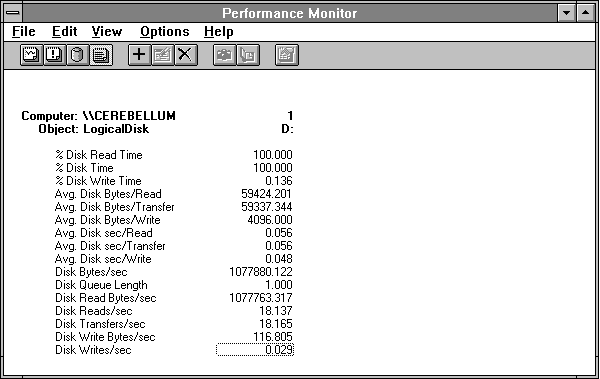 Performance Monitor
File Edit View Options Help
Computer: \\CEREBELLUM 1
Object: LogicalDisk D:
% Disk Read Time 100.000
% Disk Time 100.000
% Disk Write Time 0.136
Avg. Disk Bytes/Read 59424.201
Avg. Disk Bytes/Transfer 59337.344
Avg. Disk Bytes/Write 4096.000
Avg. Disk sec/Read 0.056
Avg. Disk sec/Transfer 0.056
Avg. Disk sec/Write 0.048
Disk Bytes/sec 1077880.122
Disk Queue Length 1.000
Disk Read Bytes/sec 1077763.317
Disk Reads/sec 18.137
Disk Transfers/sec 18.165
Disk Write Bytes/sec 116.805
Disk Writes/sec 0.029